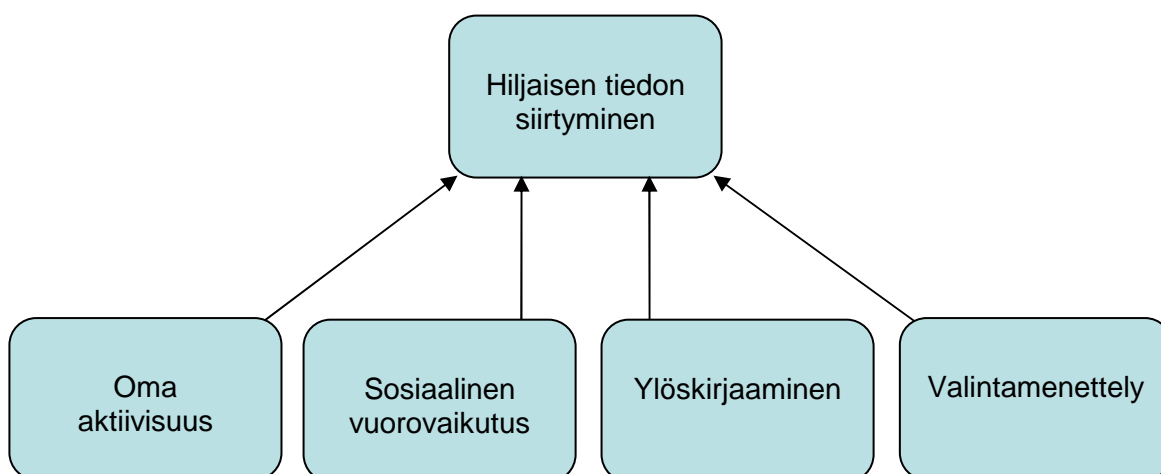 Hiljaisen tiedon
siirtyminen
Oma
aktiivisuus
Sosiaalinen
vuorovaikutus
Ylöskirjaaminen
Valintamenettely